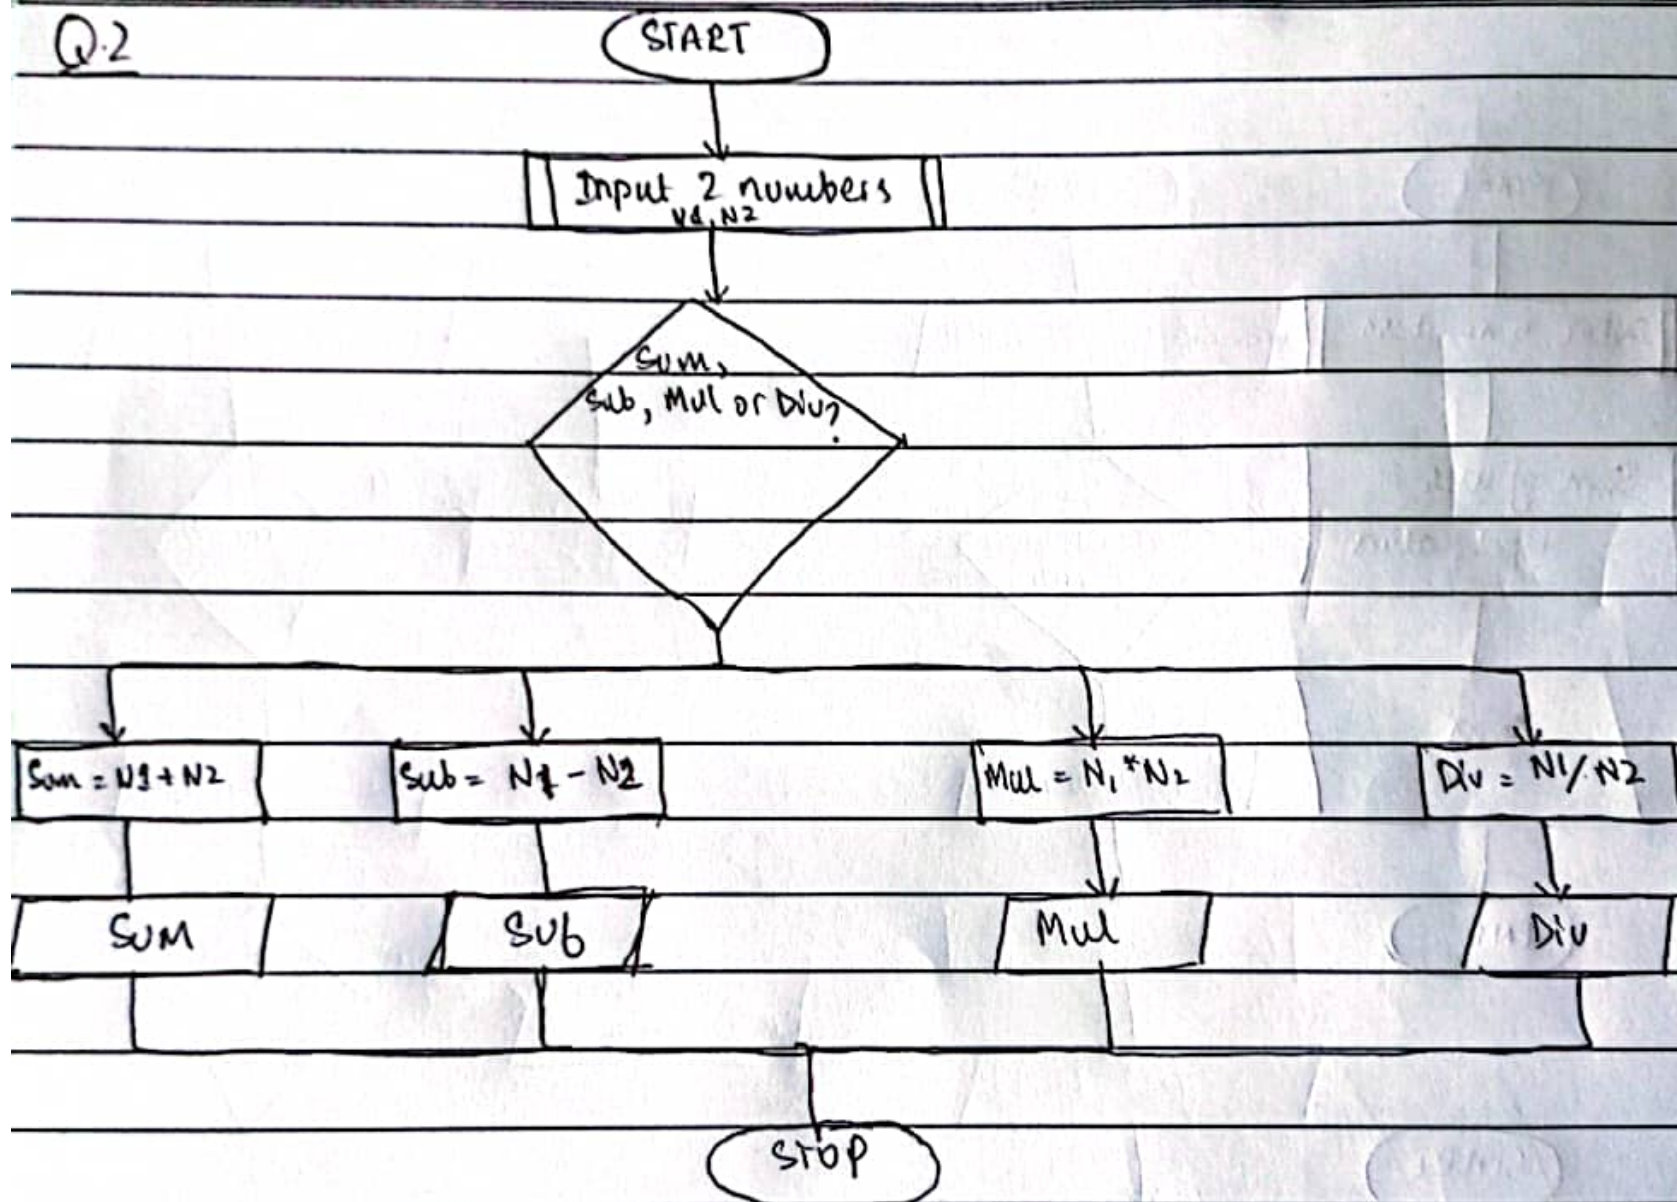 Q.2
START
Input 2 numbers
N1, N2
Sum,
Sub, Mul or Div?
Sum = N1 + N2
Sub = N1 - N2
Mul = N1 * N2
Div = N1/N2
SUM
Sub
Mul
Div
STOP